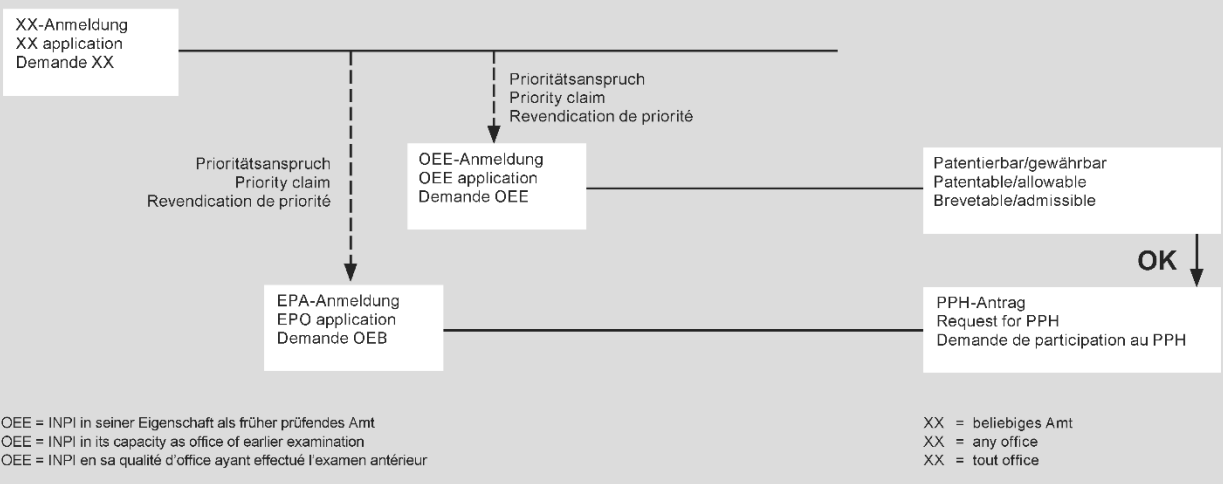 XX-Anmeldung
XX application
Demande XX
Prioritätsanspruch
Priority claim
Revendication de priorité
Prioritätsanspruch
Priority claim
Revendication de priorité
OEE-Anmeldung
OEE application
Demande OEE
Patentierbar/gewährbar
Patentable/allowable
Brevetable/admissible
OK
EPA-Anmeldung
EPO application
Demande OEB
PPH-Antrag
Request for PPH
Demande de participation au PPH
OEE = INPI in seiner Eigenschaft als früher prüfendes Amt
OEE = INPI in its capacity as office of earlier examination
OEE = INPI en sa qualité d'office ayant effectué l'examen antérieur
XX = beliebiges Amt
XX = any office
XX = tout office